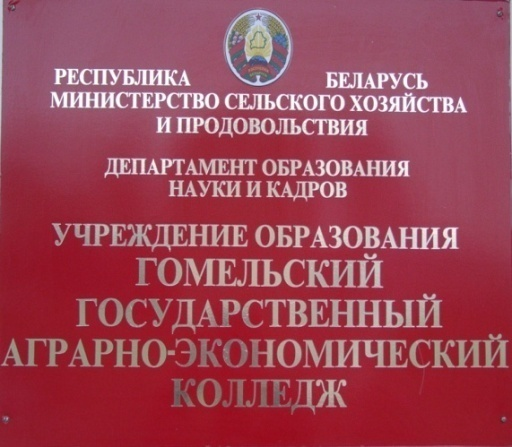 РЕСПУБЛИКА БЕЛАРУСЬ
МИНИСТЕРСТВО СЕЛЬСКОГО ХОЗЯЙСТВА
И ПРОДОВОЛЬСТВИЯ
ДЕПАРТАМЕНТ ОБРАЗОВАНИЯ
НАУКИ И КАДРОВ
УЧРЕЖДЕНИЕ ОБРАЗОВАНИЯ
ГОМЕЛЬСКИЙ
ГОСУДАРСТВЕННЫЙ
АГРАРНО-ЭКОНОМИЧЕСКИЙ
КОЛЛЕДЖ